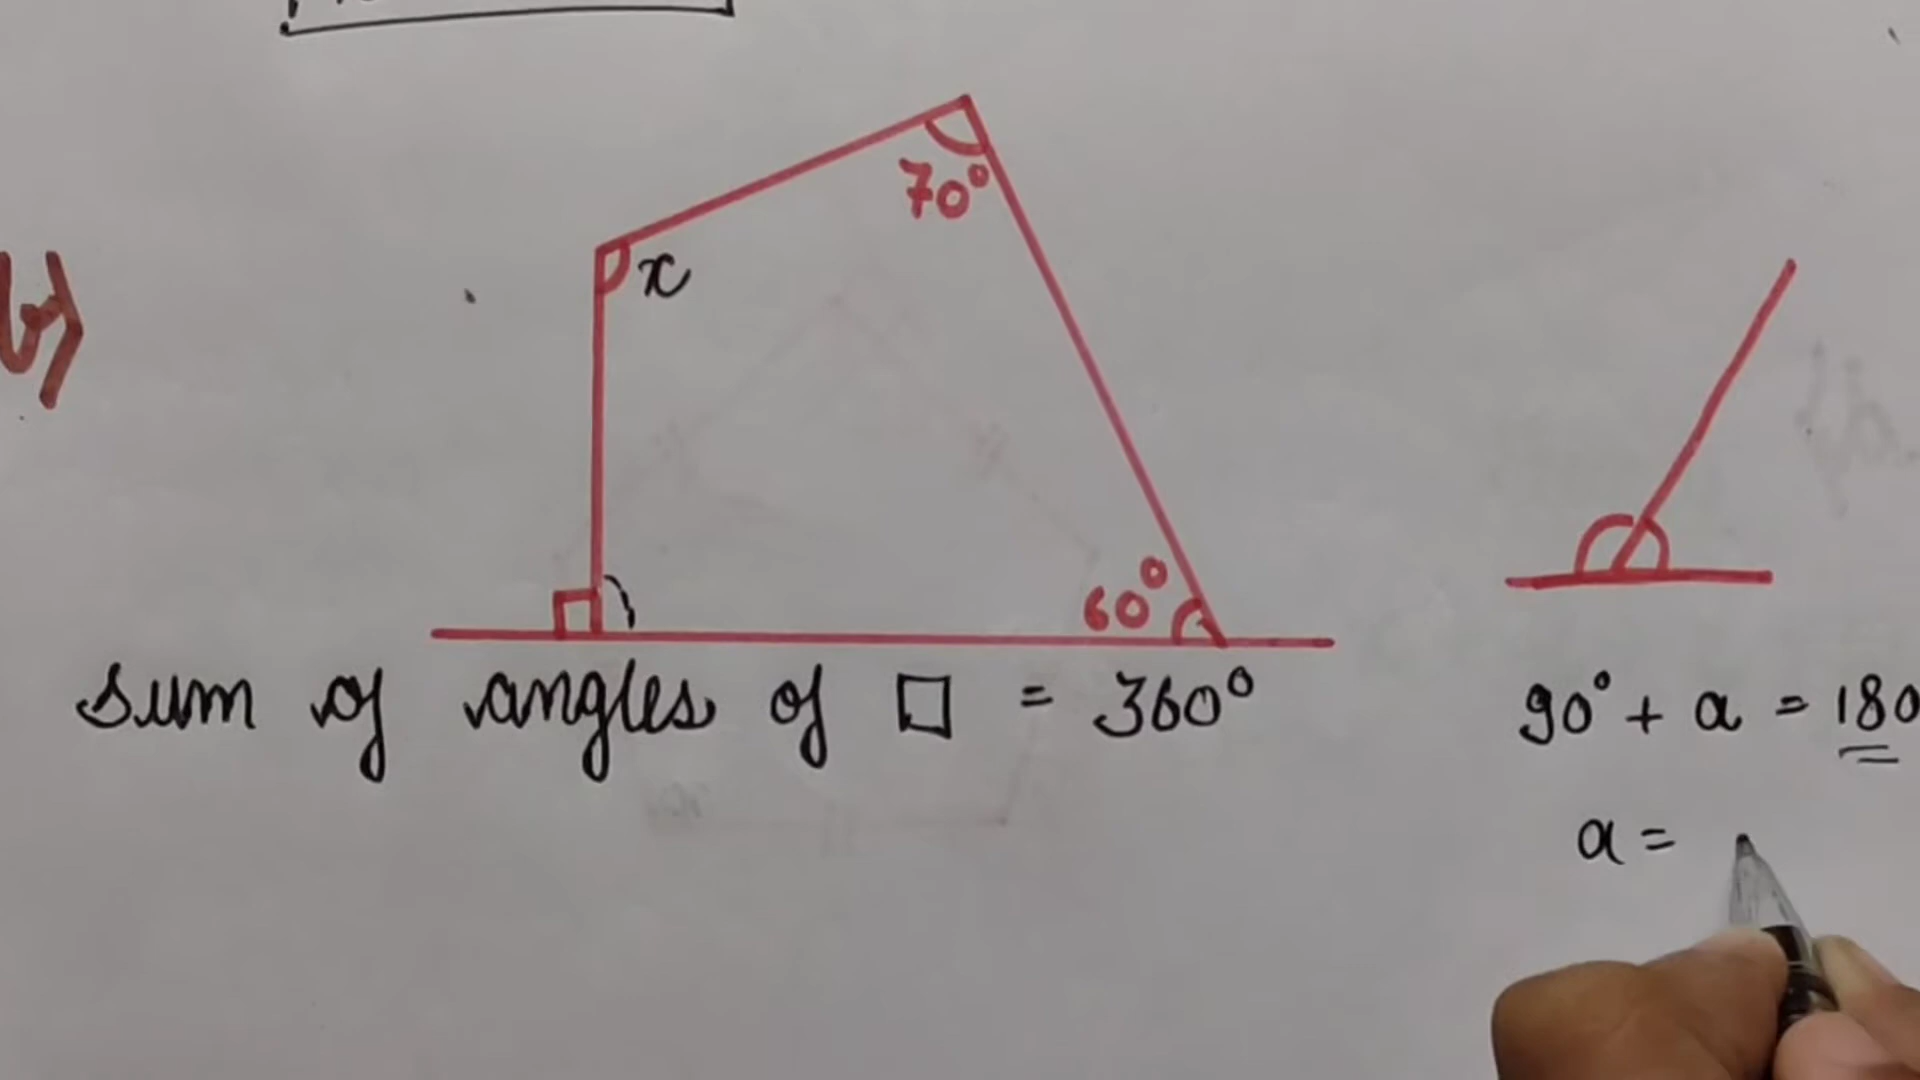 b)
70°
x
60°
Sum of angles of □ = 360°
90° + a = 180
a =